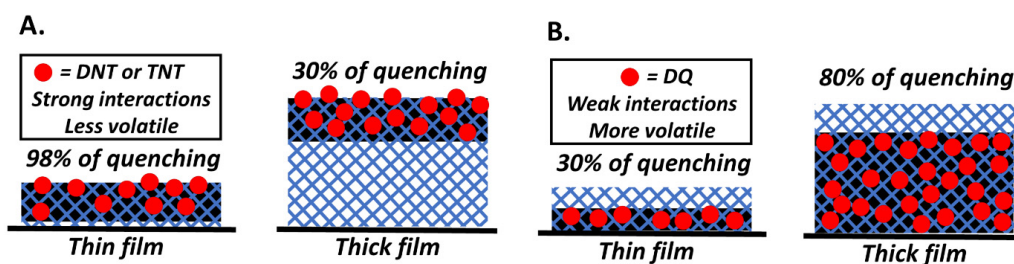 A.
= DNT or TNT
Strong interactions
Less volatile
98% of quenching
Thin film
30% of quenching
Thick film
B.
= DQ
Weak interactions
More volatile
30% of quenching
Thin film
80% of quenching
Thick film